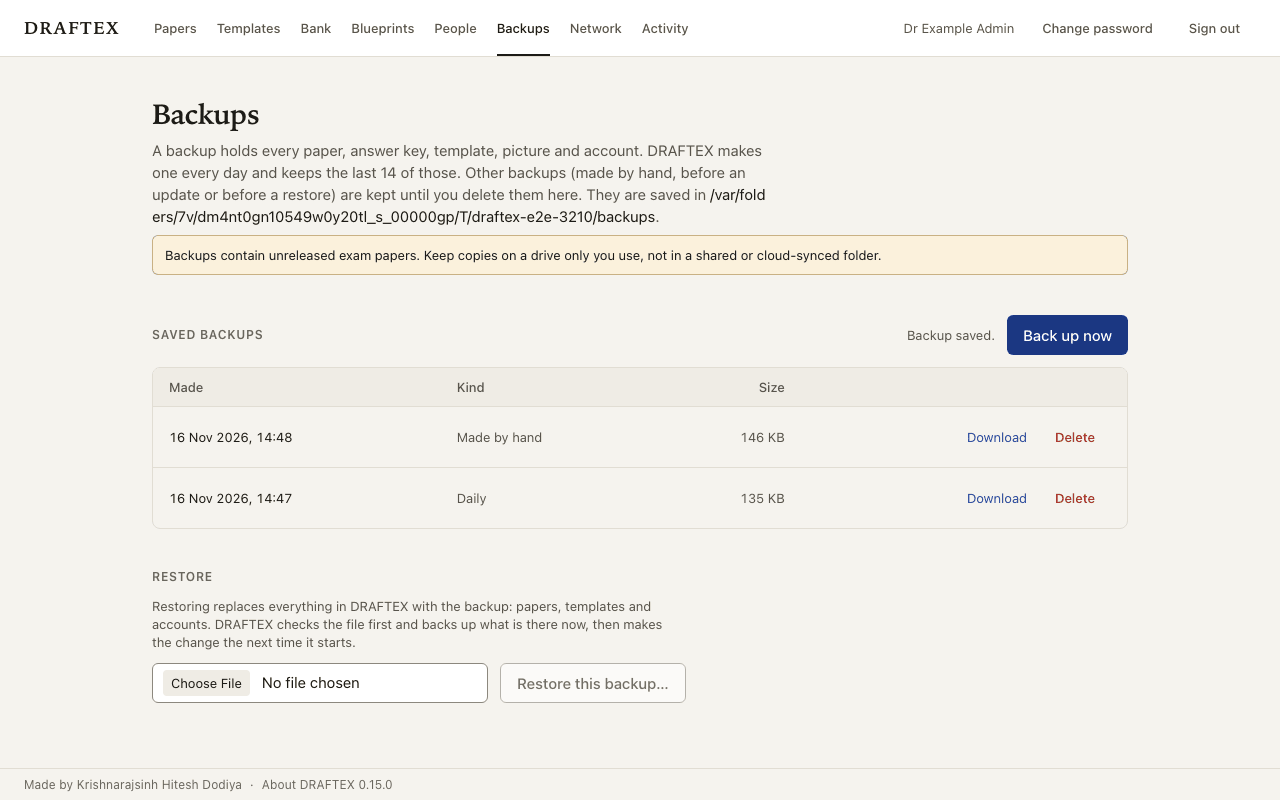 DRAFTEX Papers Templates Bank Blueprints People Backups Network Activity Dr Example Admin Change password Sign out
Backups
A backup holds every paper, answer key, template, picture and account. DRAFTEX makes
one every day and keeps the last 14 of those. Other backups (made by hand, before an
update or before a restore) are kept until you delete them here. They are saved in /var/fold
ers/7v/dm4nt0gn10549w0y20tl_s_00000gp/T/draftex-e2e-3210/backups.
Backups contain unreleased exam papers. Keep copies on a drive only you use, not in a shared or cloud-synced folder.
SAVED BACKUPS Backup saved. Back up now
Made Kind Size
16 Nov 2026, 14:48 Made by hand 146 KB Download Delete
16 Nov 2026, 14:47 Daily 135 KB Download Delete
RESTORE
Restoring replaces everything in DRAFTEX with the backup: papers, templates and
accounts. DRAFTEX checks the file first and backs up what is there now, then makes
the change the next time it starts.
Choose File No file chosen Restore this backup...
Made by Krishnarajsinh Hitesh Dodiya · About DRAFTEX 0.15.0